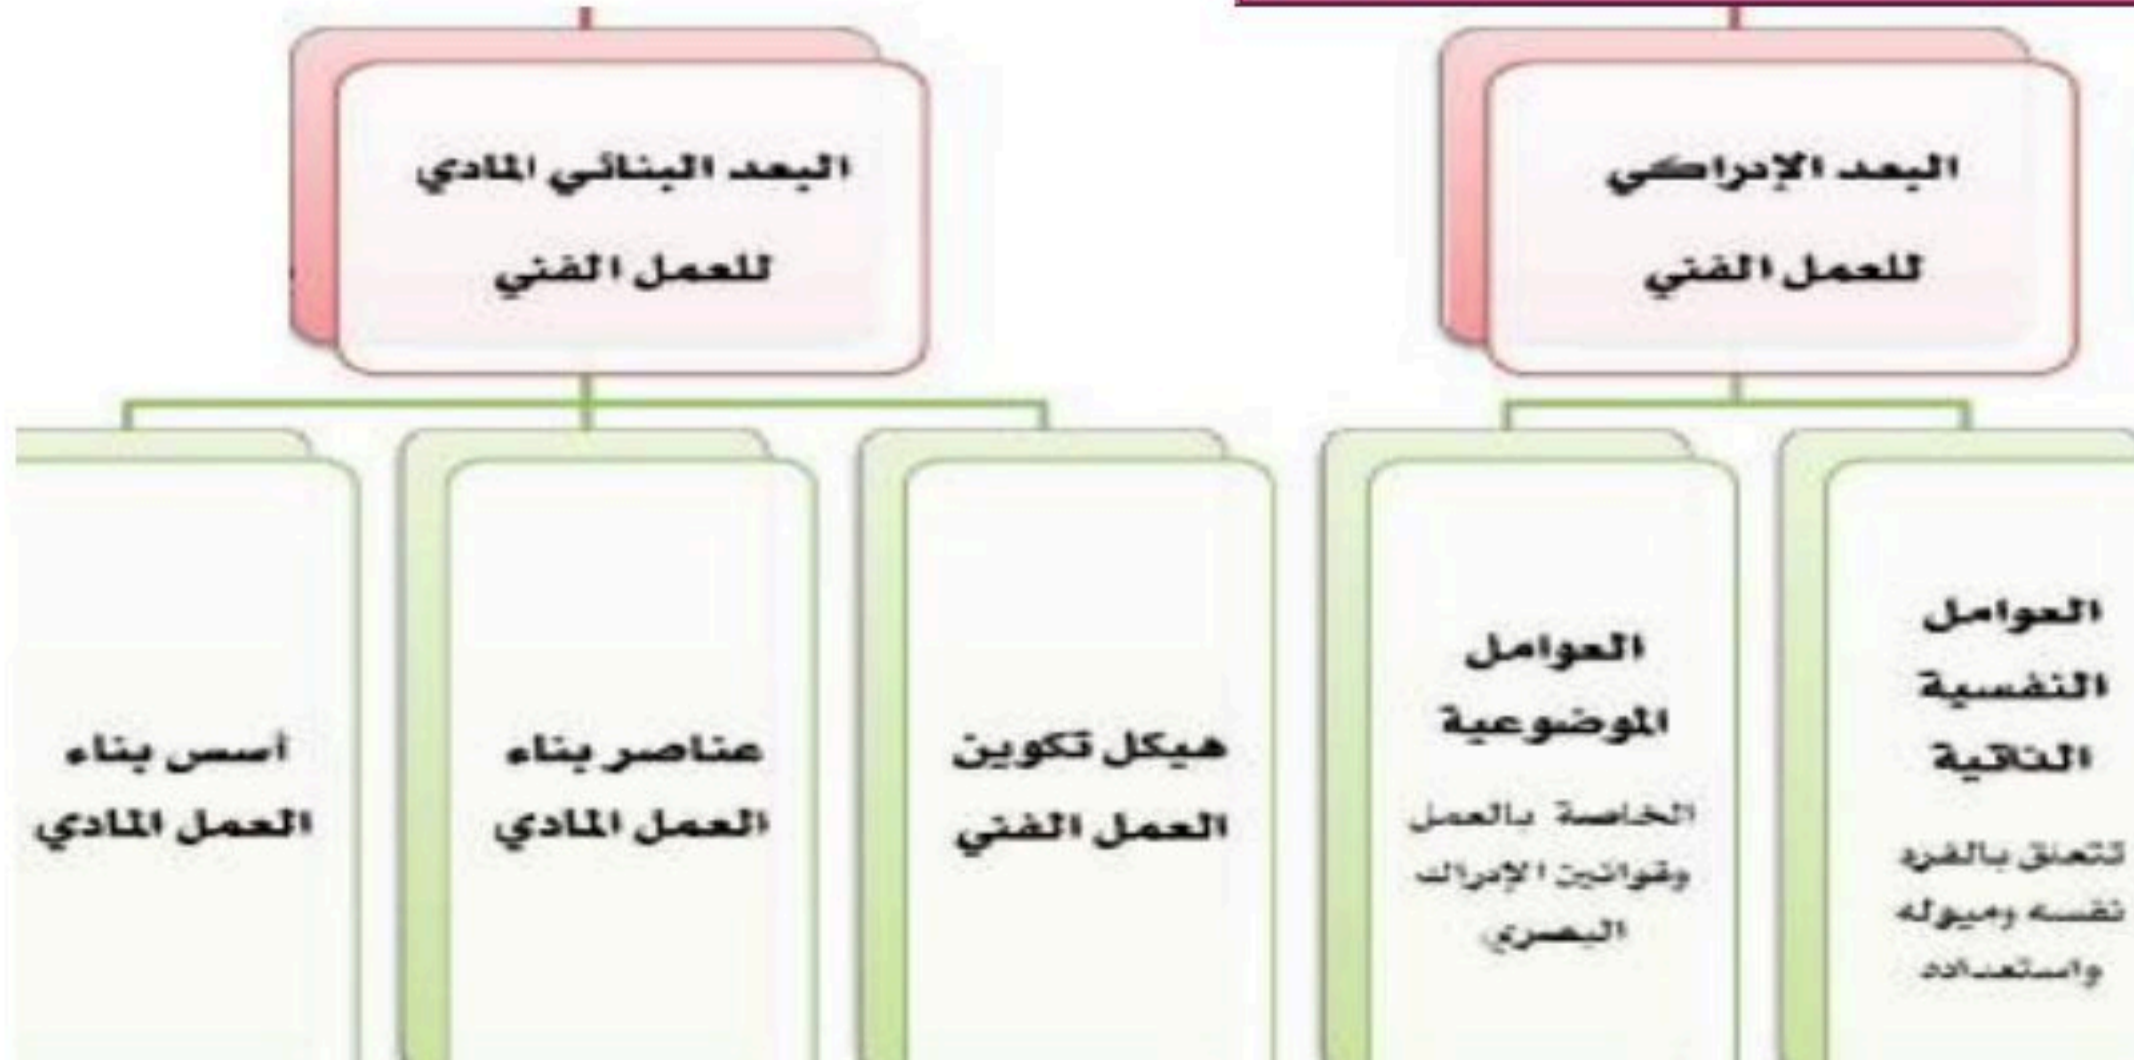 البعد الإدراكي
للعمل الفني
العوامل
النفسية
الذاتية
تتعلق بالفرد
نفسه وميوله
واستعداده
العوامل
الموضوعية
الخاصة بالعمل
وقوانين الإدراك
البصري
البعد البنائي المادي
للعمل الفني
هيكل تكوين
العمل الفني
عناصر بناء
العمل المادي
أسس بناء
العمل المادي